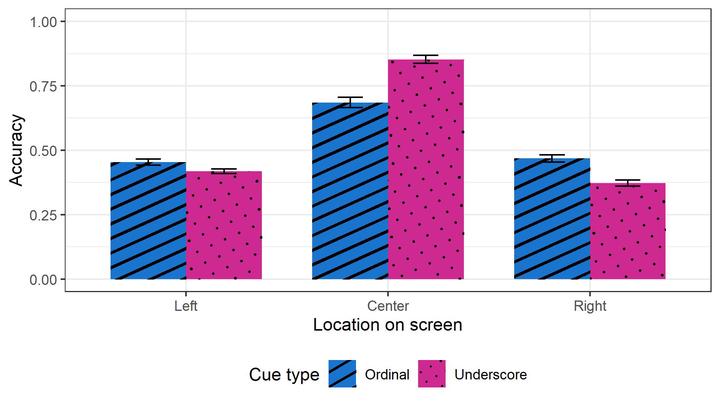 1.00
0.75
0.50
0.25
0.00
Accuracy
Left Center Right
Location on screen
Cue type Ordinal Underscore